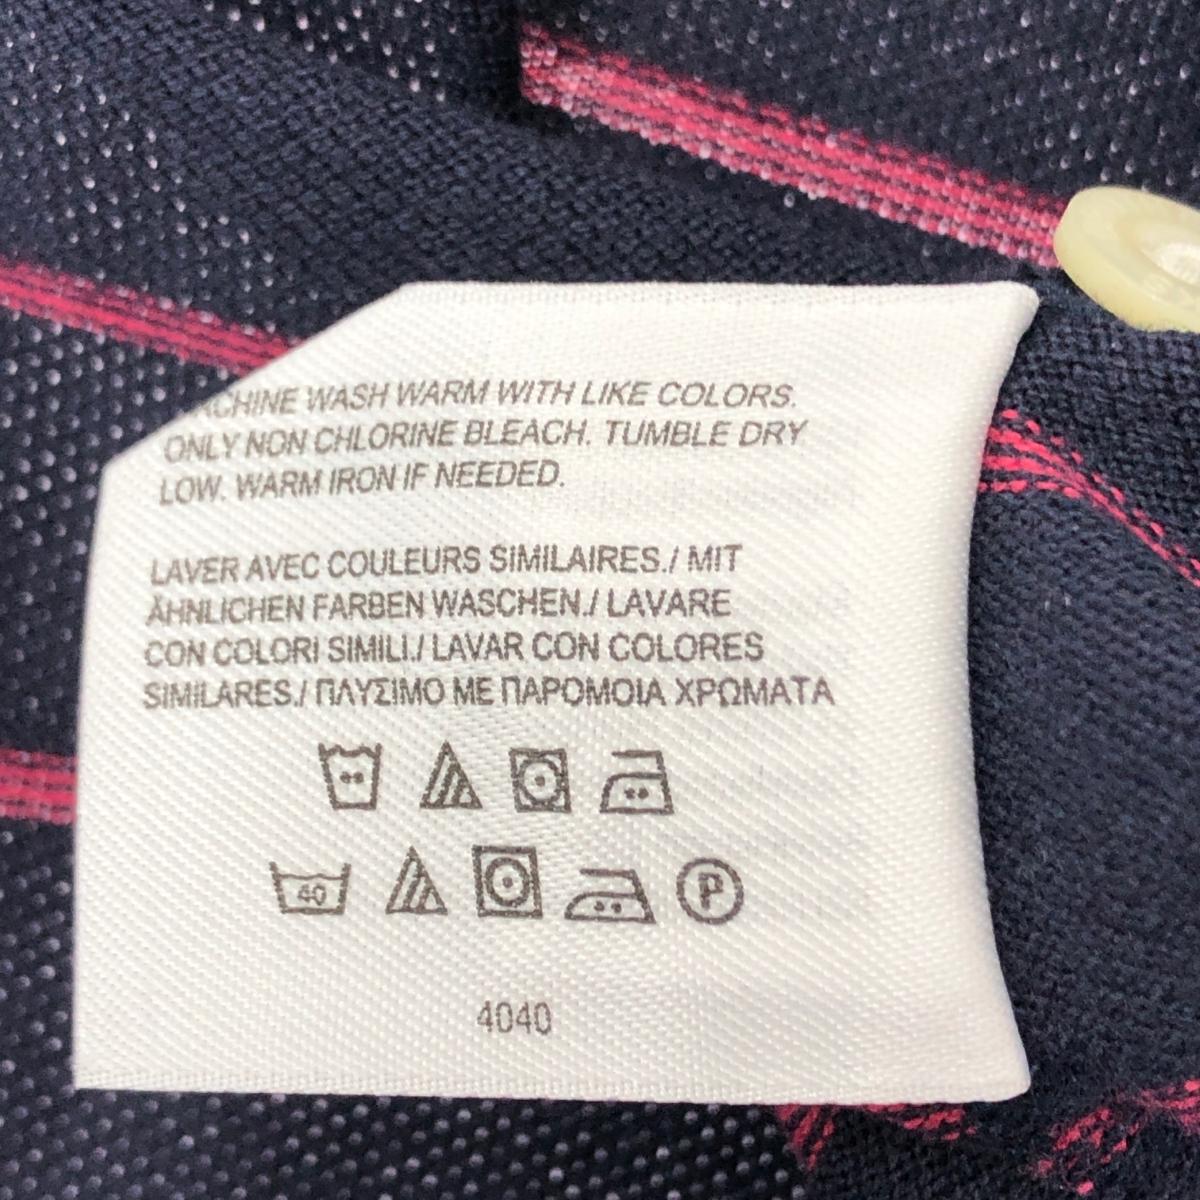 MACHINE WASH WARM WITH LIKE COLORS.
ONLY NON CHLORINE BLEACH. TUMBLE DRY
LOW. WARM IRON IF NEEDED.
LAVER AVEC COULEURS SIMILAIRES./ MIT
ÄHNLICHEN FARBEN WASCHEN./ LAVARE
CON COLORI SIMILI./ LAVAR CON COLORES
SIMILARES./ ΠΛΥΣΙΜΟ ΜΕ ΠΑΡΟΜΟΙΑ ΧΡΩΜΑΤΑ
40 P
4040